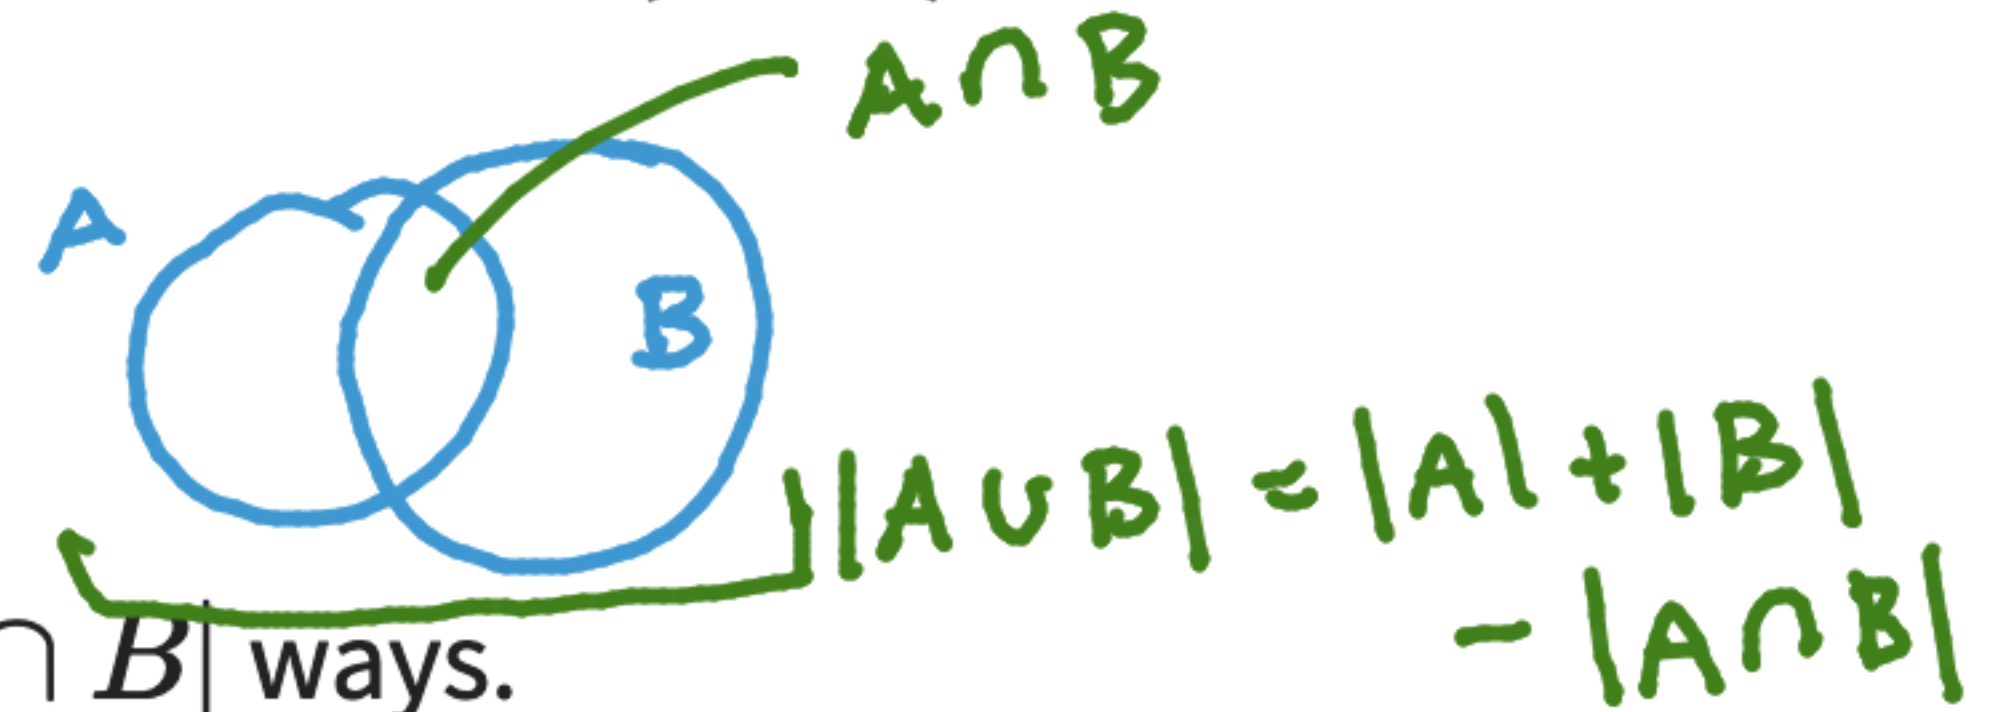 A ∩ B
A
B
|A ∪ B| = |A| + |B|
- |A ∩ B|
∩ B| ways.